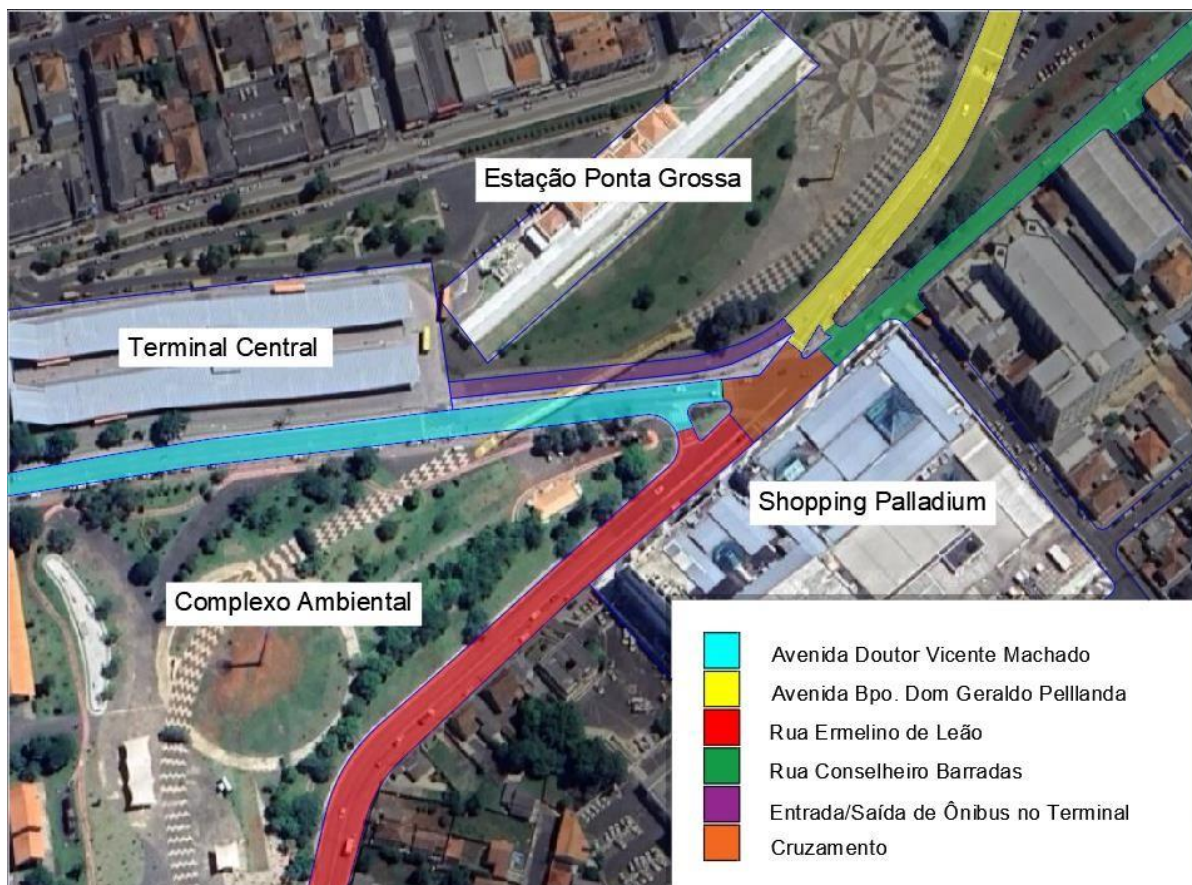 Estação Ponta Grossa
Terminal Central
Shopping Palladium
Complexo Ambiental
Avenida Doutor Vicente Machado
Avenida Bpo. Dom Geraldo Pelllanda
Rua Ermelino de Leão
Rua Conselheiro Barradas
Entrada/Saída de Ônibus no Terminal
Cruzamento